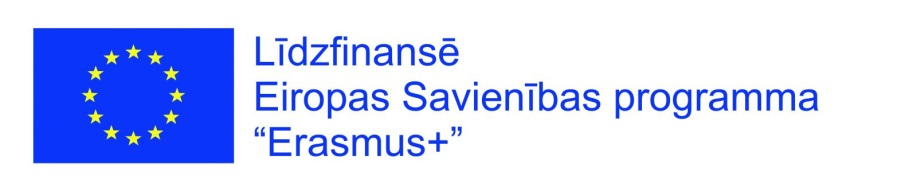 Līdzfinansē
Eiropas Savienības programma
“Erasmus+”